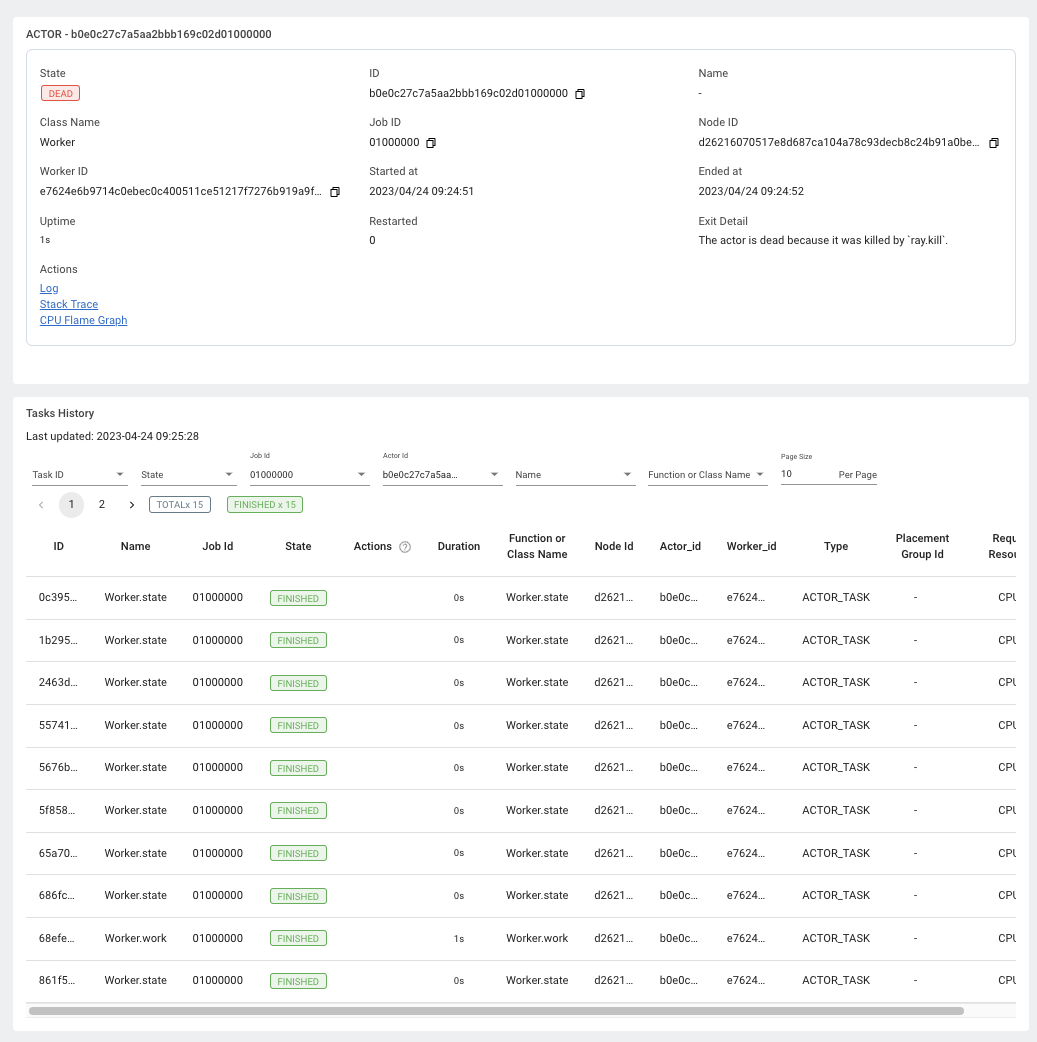 ACTOR - b0e0c27c7a5aa2bbb169c02d01000000
State ID Name
DEAD b0e0c27c7a5aa2bbb169c02d01000000 -
Class Name Job ID Node ID
Worker 01000000 d26216070517e8d687ca104a78c93decb8c24b91a0be...
Worker ID Started at Ended at
e7624e6b9714c0ebec0c400511ce51217f7276b919a9f... 2023/04/24 09:24:51 2023/04/24 09:24:52
Uptime Restarted Exit Detail
1s 0 The actor is dead because it was killed by `ray.kill`.
Actions
Log
Stack Trace
CPU Flame Graph
Tasks History
Last updated: 2023-04-24 09:25:28
Job Id Actor Id Page Size
Task ID State 01000000 b0e0c27c7a5aa... Name Function or Class Name 10 Per Page
< 1 2 > TOTALx 15 FINISHED x 15
ID Name Job Id State Actions ? Duration Function or Class Name Node Id Actor_id Worker_id Type Placement Group Id Requ Resou
0c395... Worker.state 01000000 FINISHED 0s Worker.state d2621... b0e0c... e7624... ACTOR_TASK - CPU
1b295... Worker.state 01000000 FINISHED 0s Worker.state d2621... b0e0c... e7624... ACTOR_TASK - CPU
2463d... Worker.state 01000000 FINISHED 0s Worker.state d2621... b0e0c... e7624... ACTOR_TASK - CPU
55741... Worker.state 01000000 FINISHED 0s Worker.state d2621... b0e0c... e7624... ACTOR_TASK - CPU
5676b... Worker.state 01000000 FINISHED 0s Worker.state d2621... b0e0c... e7624... ACTOR_TASK - CPU
5f858... Worker.state 01000000 FINISHED 0s Worker.state d2621... b0e0c... e7624... ACTOR_TASK - CPU
65a70... Worker.state 01000000 FINISHED 0s Worker.state d2621... b0e0c... e7624... ACTOR_TASK - CPU
686fc... Worker.state 01000000 FINISHED 0s Worker.state d2621... b0e0c... e7624... ACTOR_TASK - CPU
68efe... Worker.work 01000000 FINISHED 1s Worker.work d2621... b0e0c... e7624... ACTOR_TASK - CPU
861f5... Worker.state 01000000 FINISHED 0s Worker.state d2621... b0e0c... e7624... ACTOR_TASK - CPU